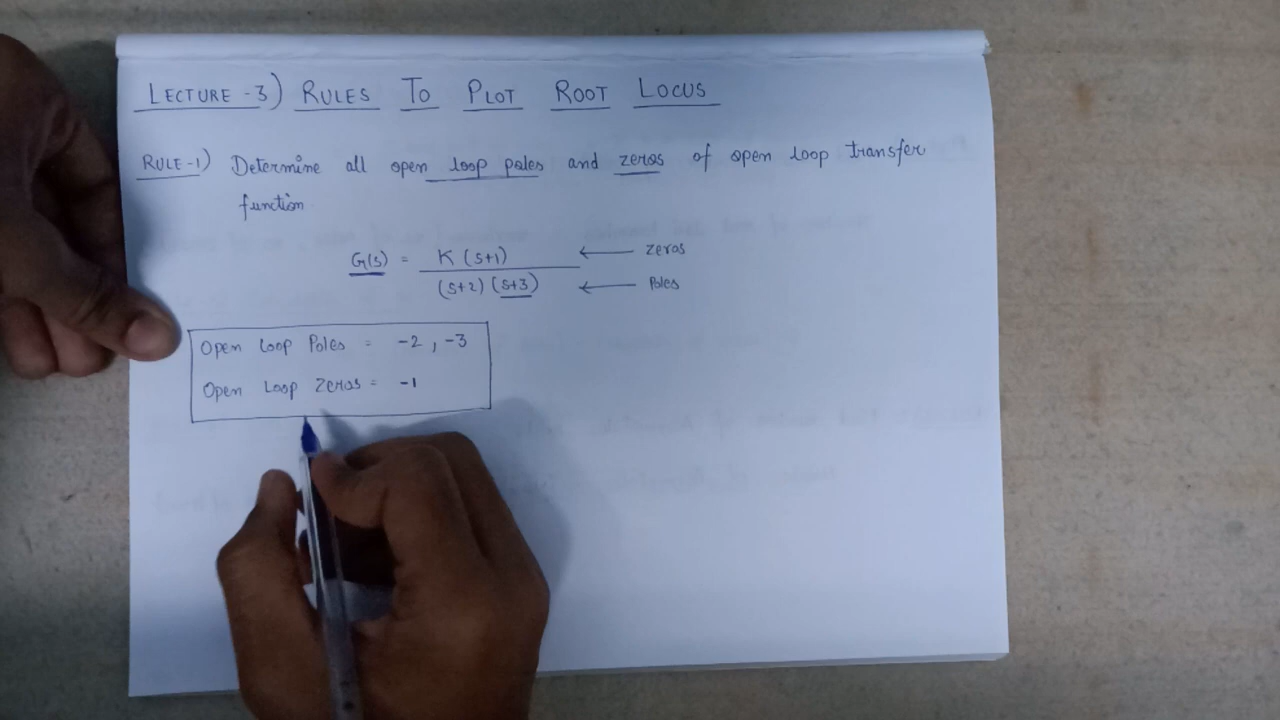 LECTURE -3) RULES TO PLOT ROOT LOCUS
RULE-1) Determine all open loop poles and zeros of open loop transfer
function
G(s) = K (s+1) ← zeros
(s+2) (s+3) ← Poles
Open Loop Poles = -2, -3
Open Loop Zeros = -1